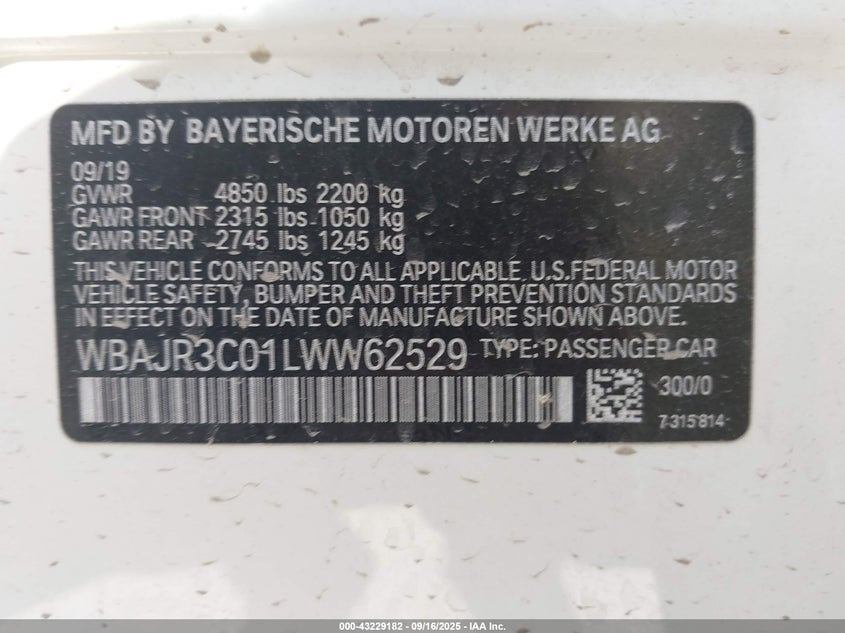 MFD BY BAYERISCHE MOTOREN WERKE AG
09/19
GVWR 4850 lbs 2200 kg
GAWR FRONT 2315 lbs 1050 kg
GAWR REAR 2745 lbs 1245 kg
THIS VEHICLE CONFORMS TO ALL APPLICABLE U.S.FEDERAL MOTOR
VEHICLE SAFETY, BUMPER AND THEFT PREVENTION STANDARDS
IN EFFECT ON THE DATE OF MANUFACTURE SHOWN ABOVE.
WBAJR3C01LWW62529 TYPE: PASSENGER CAR
300/0
7 315 814
000-43229182 - 09/16/2025 - IAA Inc.